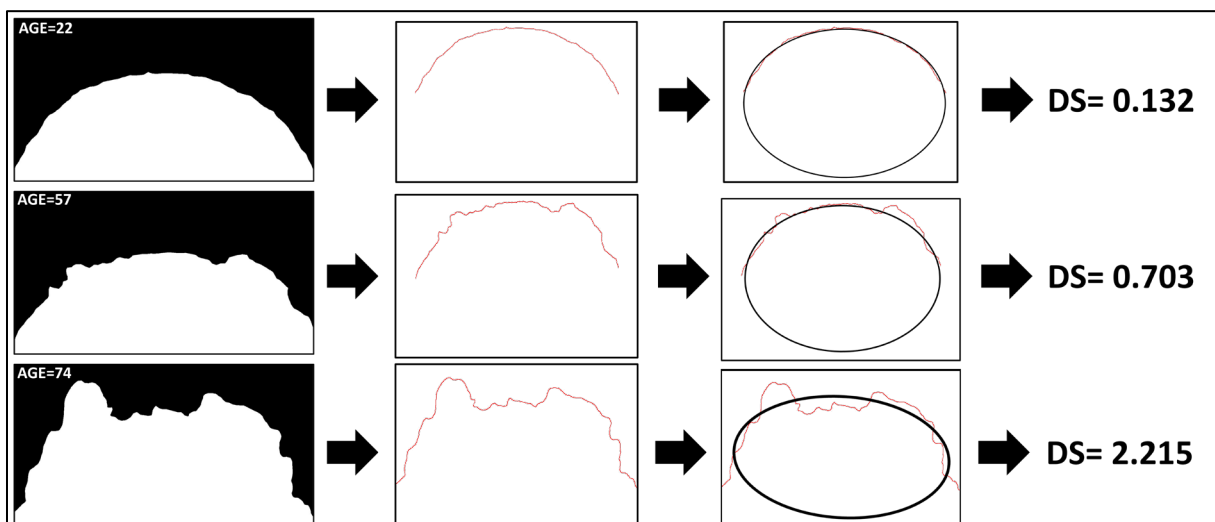 AGE=22
DS= 0.132
AGE=57
DS= 0.703
AGE=74
DS= 2.215